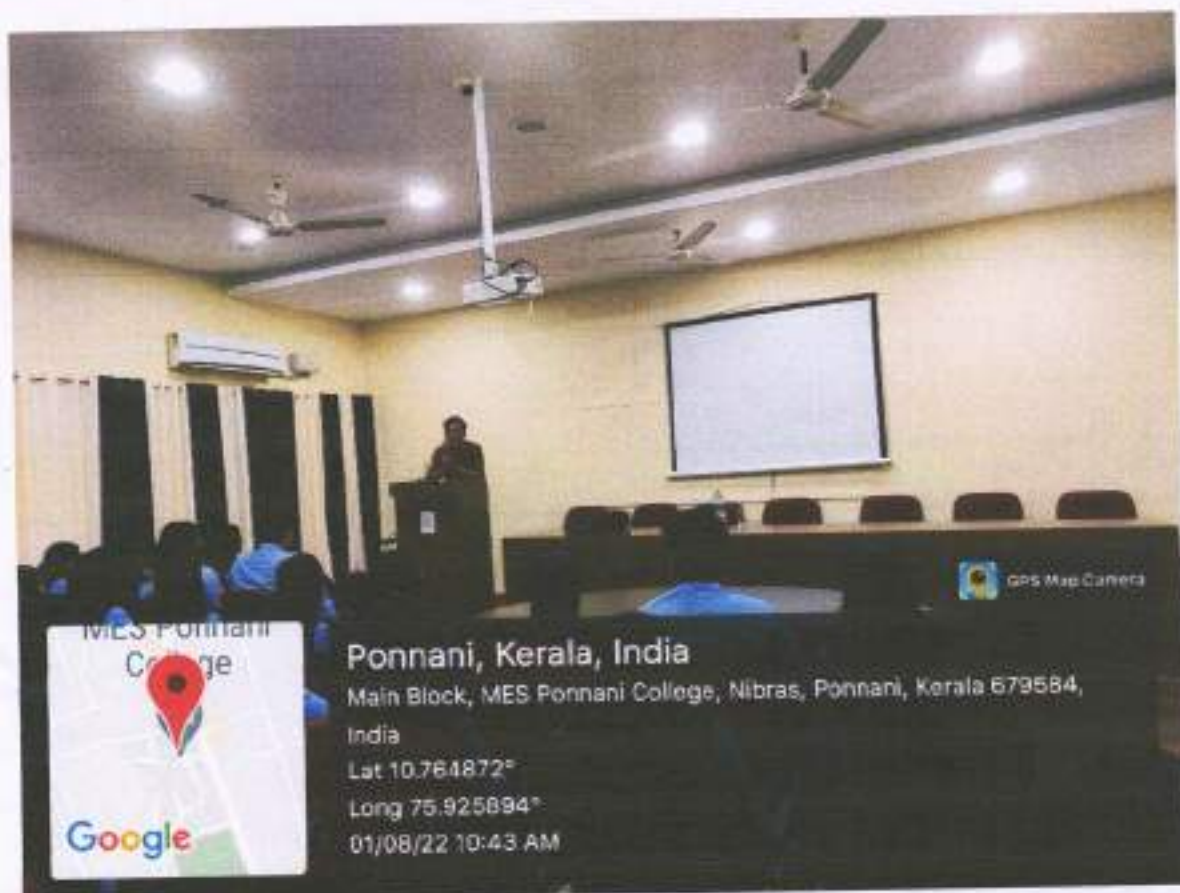 GPS Map Camera
MES Ponnani
College
Google
Ponnani, Kerala, India
Main Block, MES Ponnani College, Nibras, Ponnani, Kerala 679584,
India
Lat 10.764872°
Long 75.925894°
01/08/22 10:43 AM